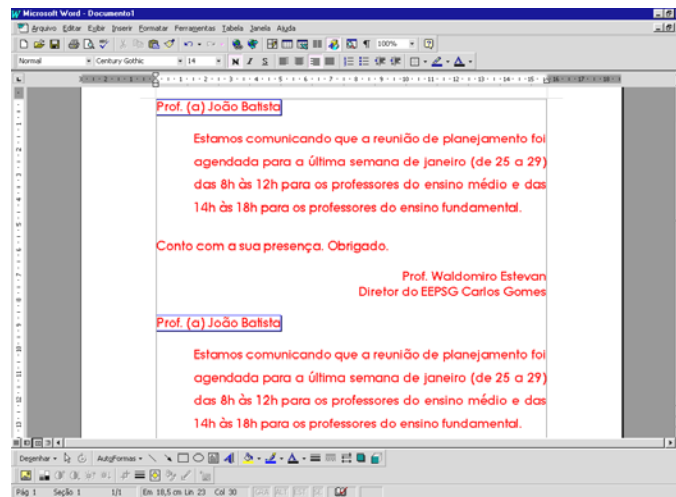 Microsoft Word - Documento1
Arquivo Editar Exibir Inserir Formatar Ferramentas Tabela Janela Ajuda
100%
Normal Century Gothic 14 N I S
Prof. (a) João Batista
Estamos comunicando que a reunião de planejamento foi
agendada para a última semana de janeiro (de 25 a 29)
das 8h às 12h para os professores do ensino médio e das
14h às 18h para os professores do ensino fundamental.
Conto com a sua presença. Obrigado.
Prof. Waldomiro Estevan
Diretor do EEPSG Carlos Gomes
Prof. (a) João Batista
Estamos comunicando que a reunião de planejamento foi
agendada para a última semana de janeiro (de 25 a 29)
das 8h às 12h para os professores do ensino médio e das
14h às 18h para os professores do ensino fundamental.
Desenhar AutoFormas
Pág 1 Seção 1 1/1 Em 18,5 cm Lin 23 Col 30 GRA ALT EST SE